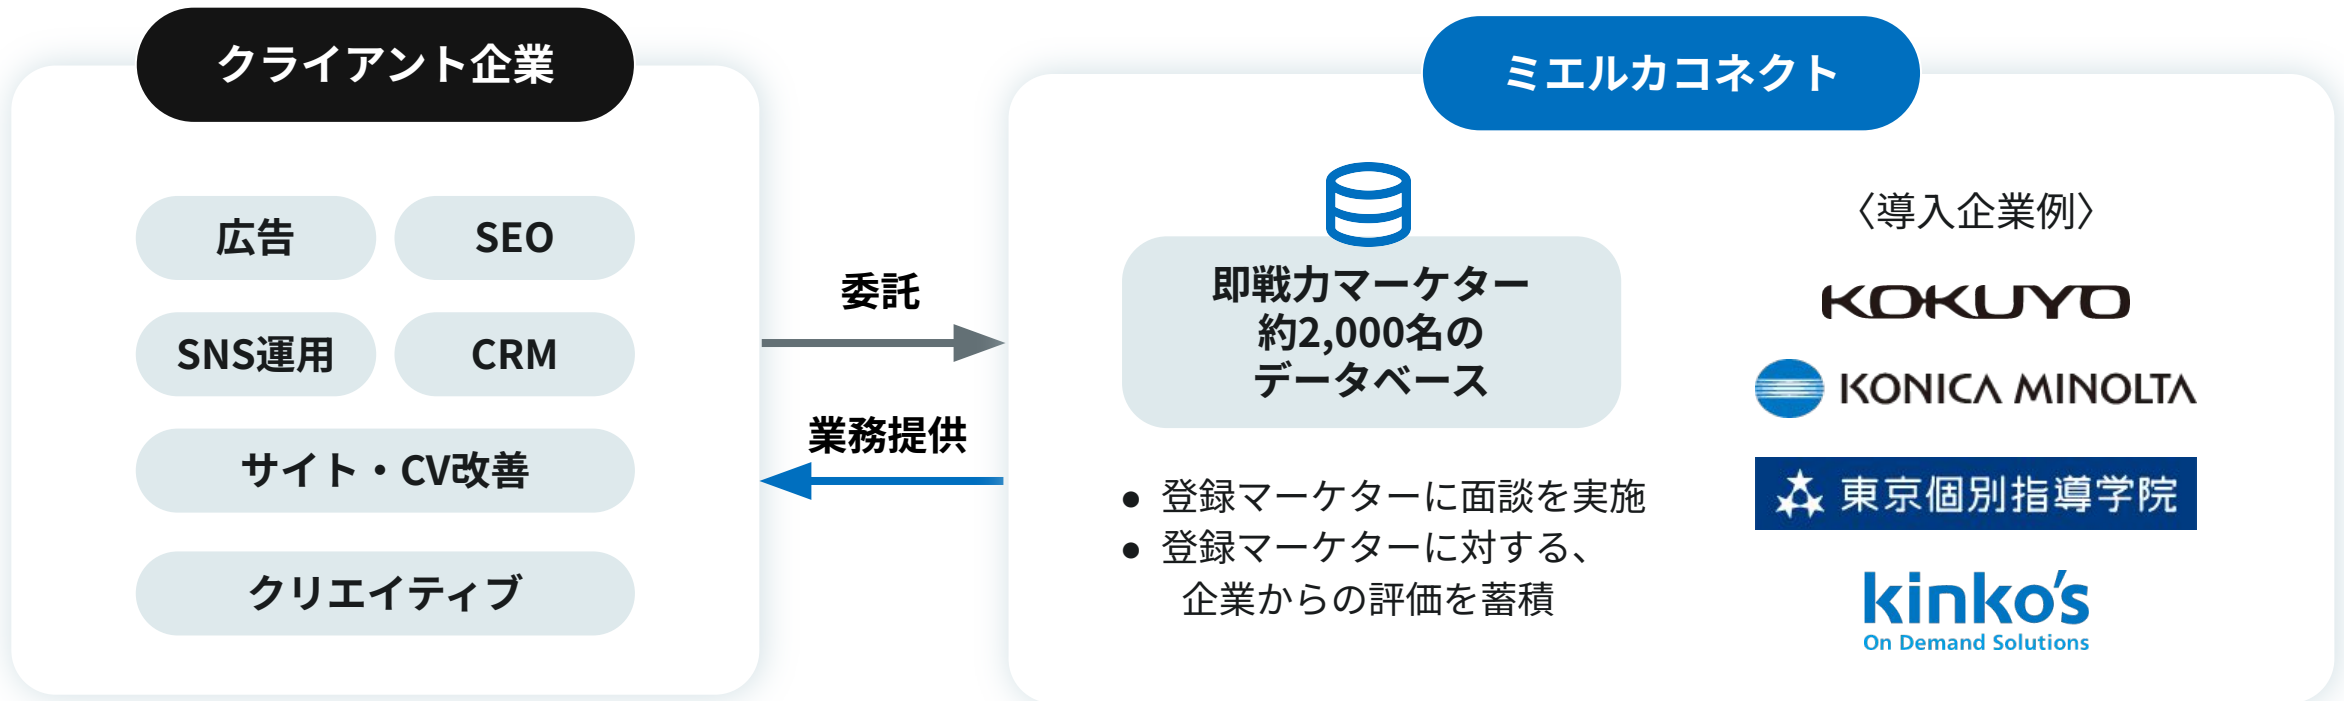 クライアント企業
広告
SEO
SNS運用
CRM
サイト・CV改善
クリエイティブ
委託
業務提供
ミエルカコネクト
即戦力マーケター
約2,000名の
データベース
● 登録マーケターに面談を実施
● 登録マーケターに対する、
企業からの評価を蓄積
〈導入企業例〉
KOKUYO
KONICA MINOLTA
東京個別指導学院
kinko's
On Demand Solutions